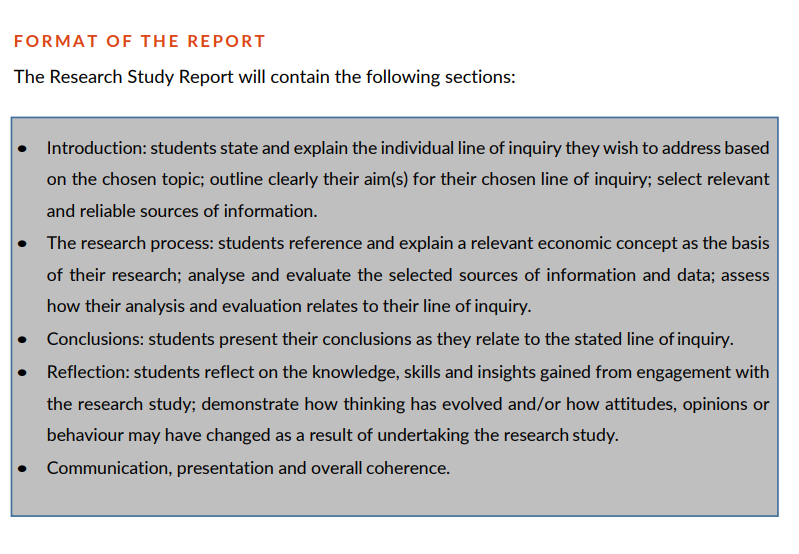 FORMAT OF THE REPORT
The Research Study Report will contain the following sections:
• Introduction: students state and explain the individual line of inquiry they wish to address based
on the chosen topic; outline clearly their aim(s) for their chosen line of inquiry; select relevant
and reliable sources of information.
• The research process: students reference and explain a relevant economic concept as the basis
of their research; analyse and evaluate the selected sources of information and data; assess
how their analysis and evaluation relates to their line of inquiry.
• Conclusions: students present their conclusions as they relate to the stated line of inquiry.
• Reflection: students reflect on the knowledge, skills and insights gained from engagement with
the research study; demonstrate how thinking has evolved and/or how attitudes, opinions or
behaviour may have changed as a result of undertaking the research study.
• Communication, presentation and overall coherence.